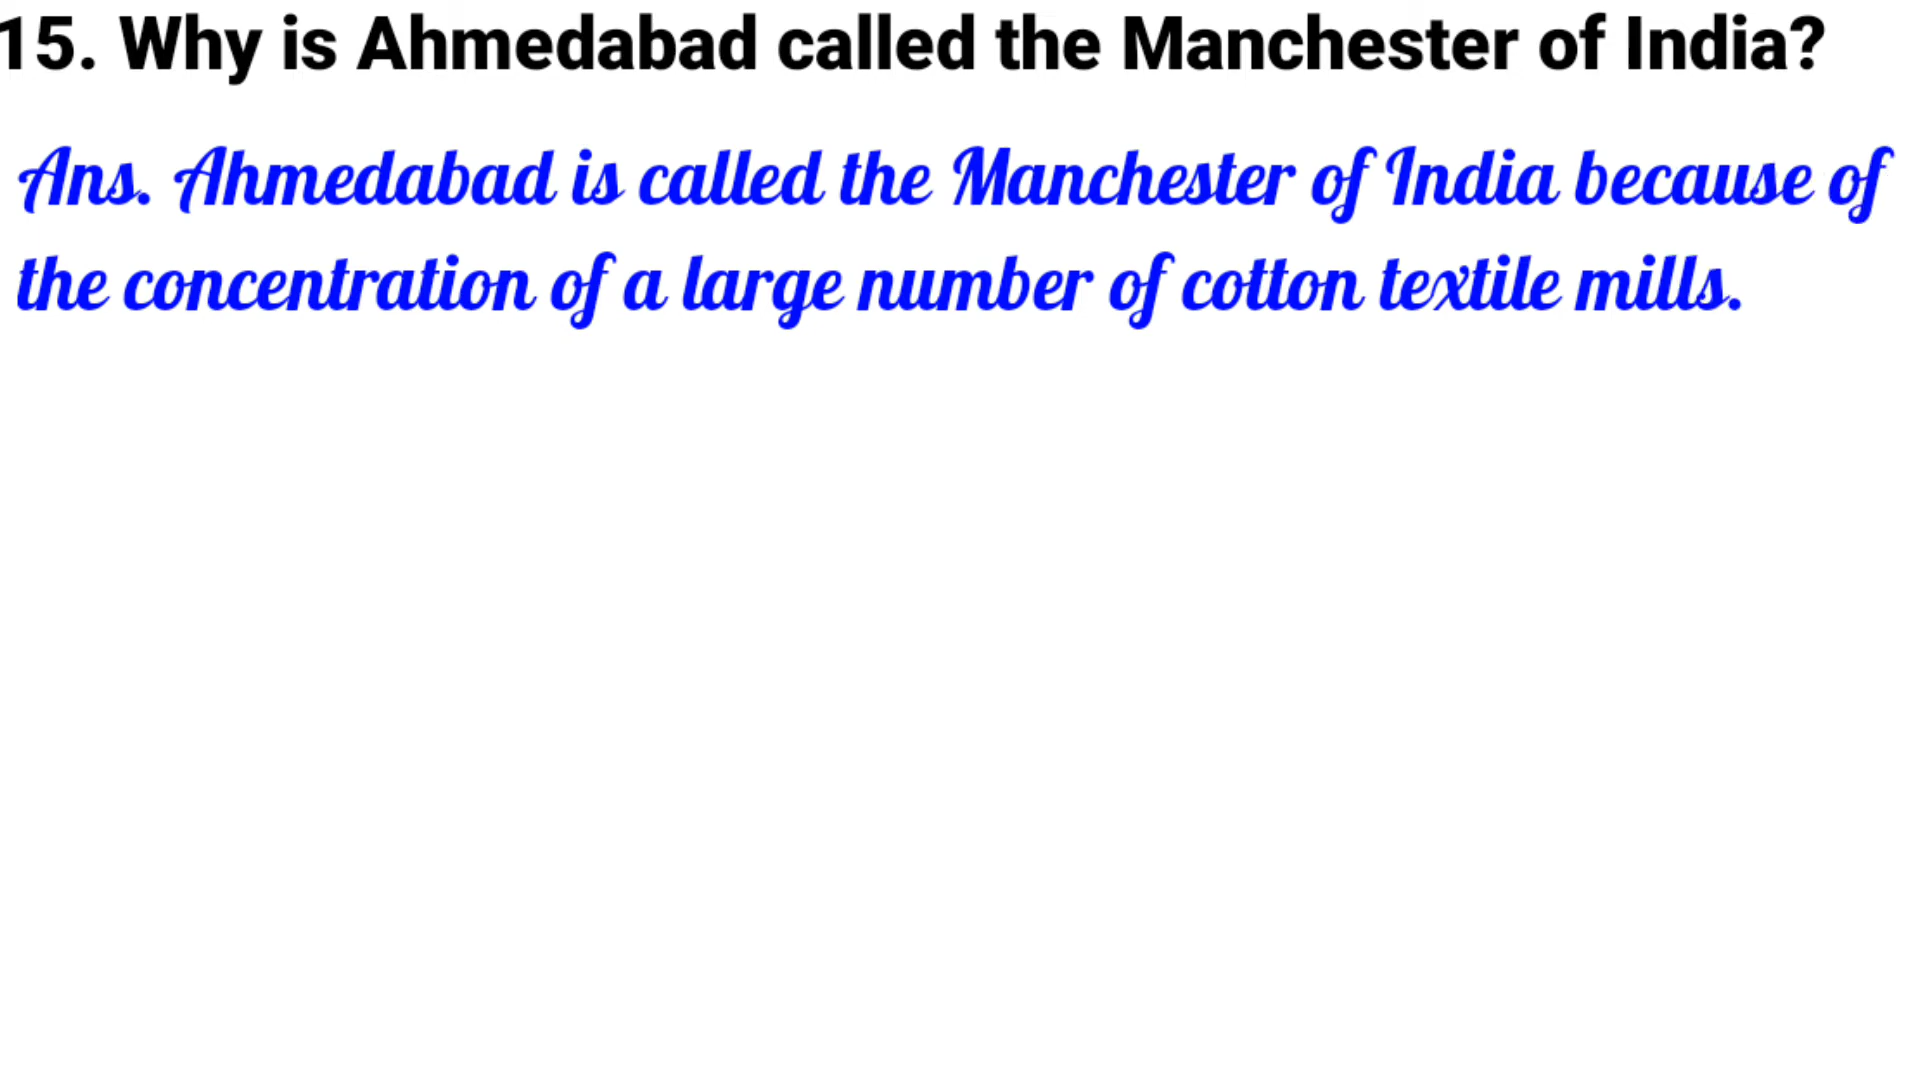 15. Why is Ahmedabad called the Manchester of India?
Ans. Ahmedabad is called the Manchester of India because of
the concentration of a large number of cotton textile mills.